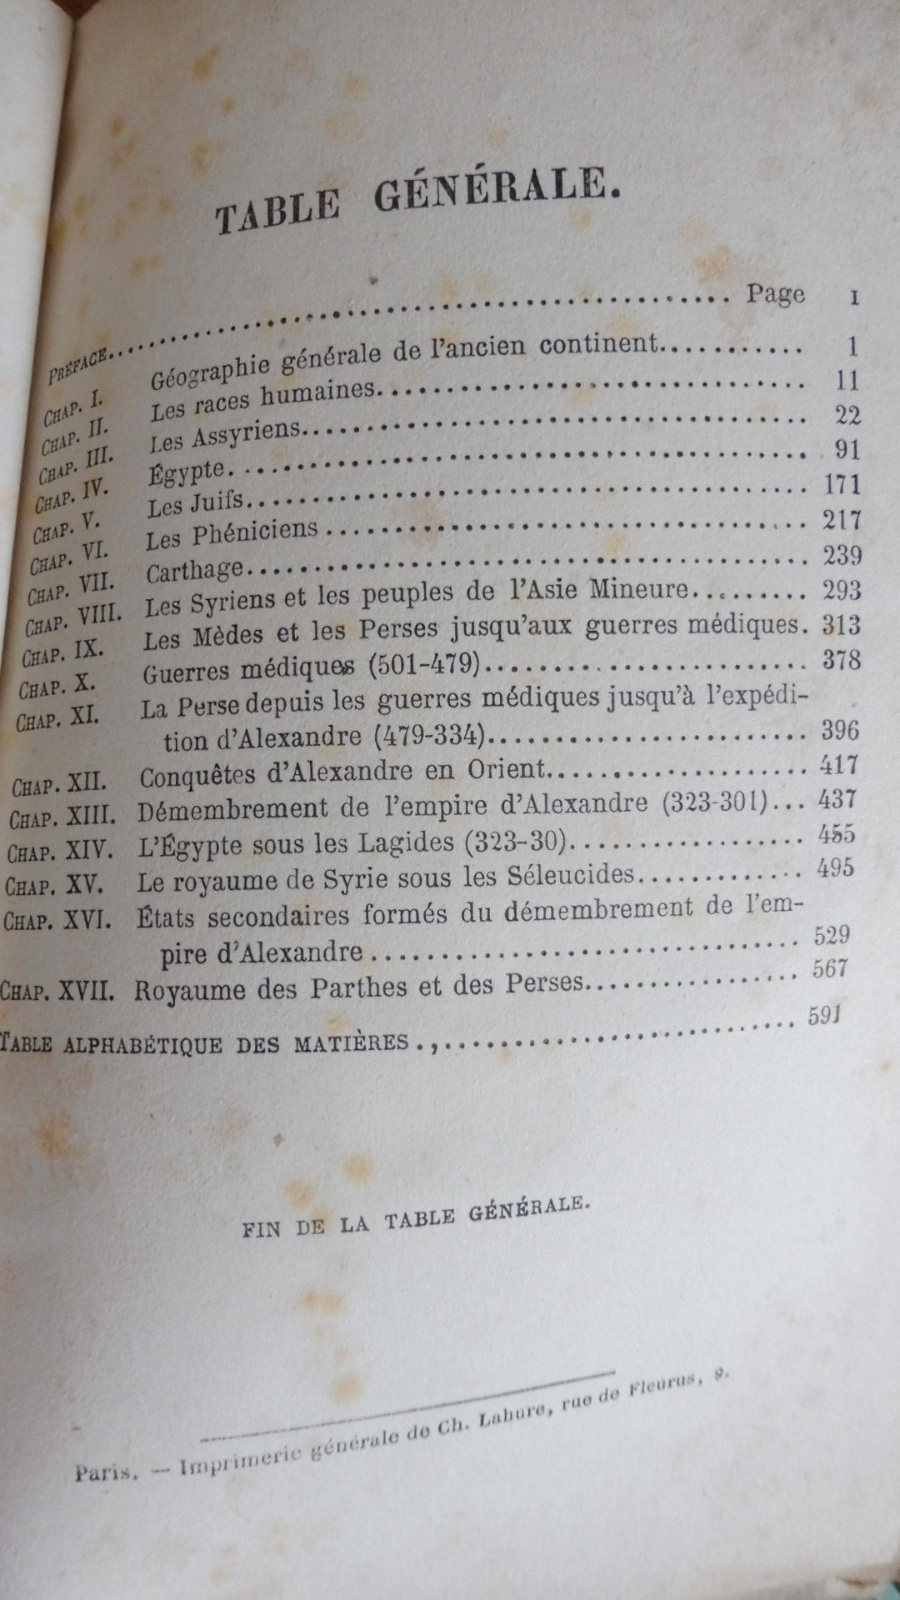 TABLE GÉNÉRALE.
PRÉFACE........ Page I
CHAP. I. Géographie générale de l'ancien continent........ 1
CHAP. II. Les races humaines........ 11
CHAP. III. Les Assyriens........ 22
CHAP. IV. Égypte........ 91
CHAP. V. Les Juifs........ 171
CHAP. VI. Les Phéniciens........ 217
CHAP. VII. Carthage........ 239
CHAP. VIII. Les Syriens et les peuples de l'Asie Mineure........ 293
CHAP. IX. Les Mèdes et les Perses jusqu'aux guerres médiques. 313
CHAP. X. Guerres médiques (501-479)........ 378
CHAP. XI. La Perse depuis les guerres médiques jusqu'à l'expédi-
tion d'Alexandre (479-334)........ 396
CHAP. XII. Conquêtes d'Alexandre en Orient........ 417
CHAP. XIII. Démembrement de l'empire d'Alexandre (323-301)... 437
CHAP. XIV. L'Égypte sous les Lagides (323-30)........ 455
CHAP. XV. Le royaume de Syrie sous les Séleucides........ 495
CHAP. XVI. États secondaires formés du démembrement de l'em-
pire d'Alexandre........ 529
CHAP. XVII. Royaume des Parthes et des Perses........ 567
TABLE ALPHABÉTIQUE DES MATIÈRES.,........ 591
FIN DE LA TABLE GÉNÉRALE.
Paris. — Imprimerie générale de Ch. Lahure, rue de Fleurus, 9.